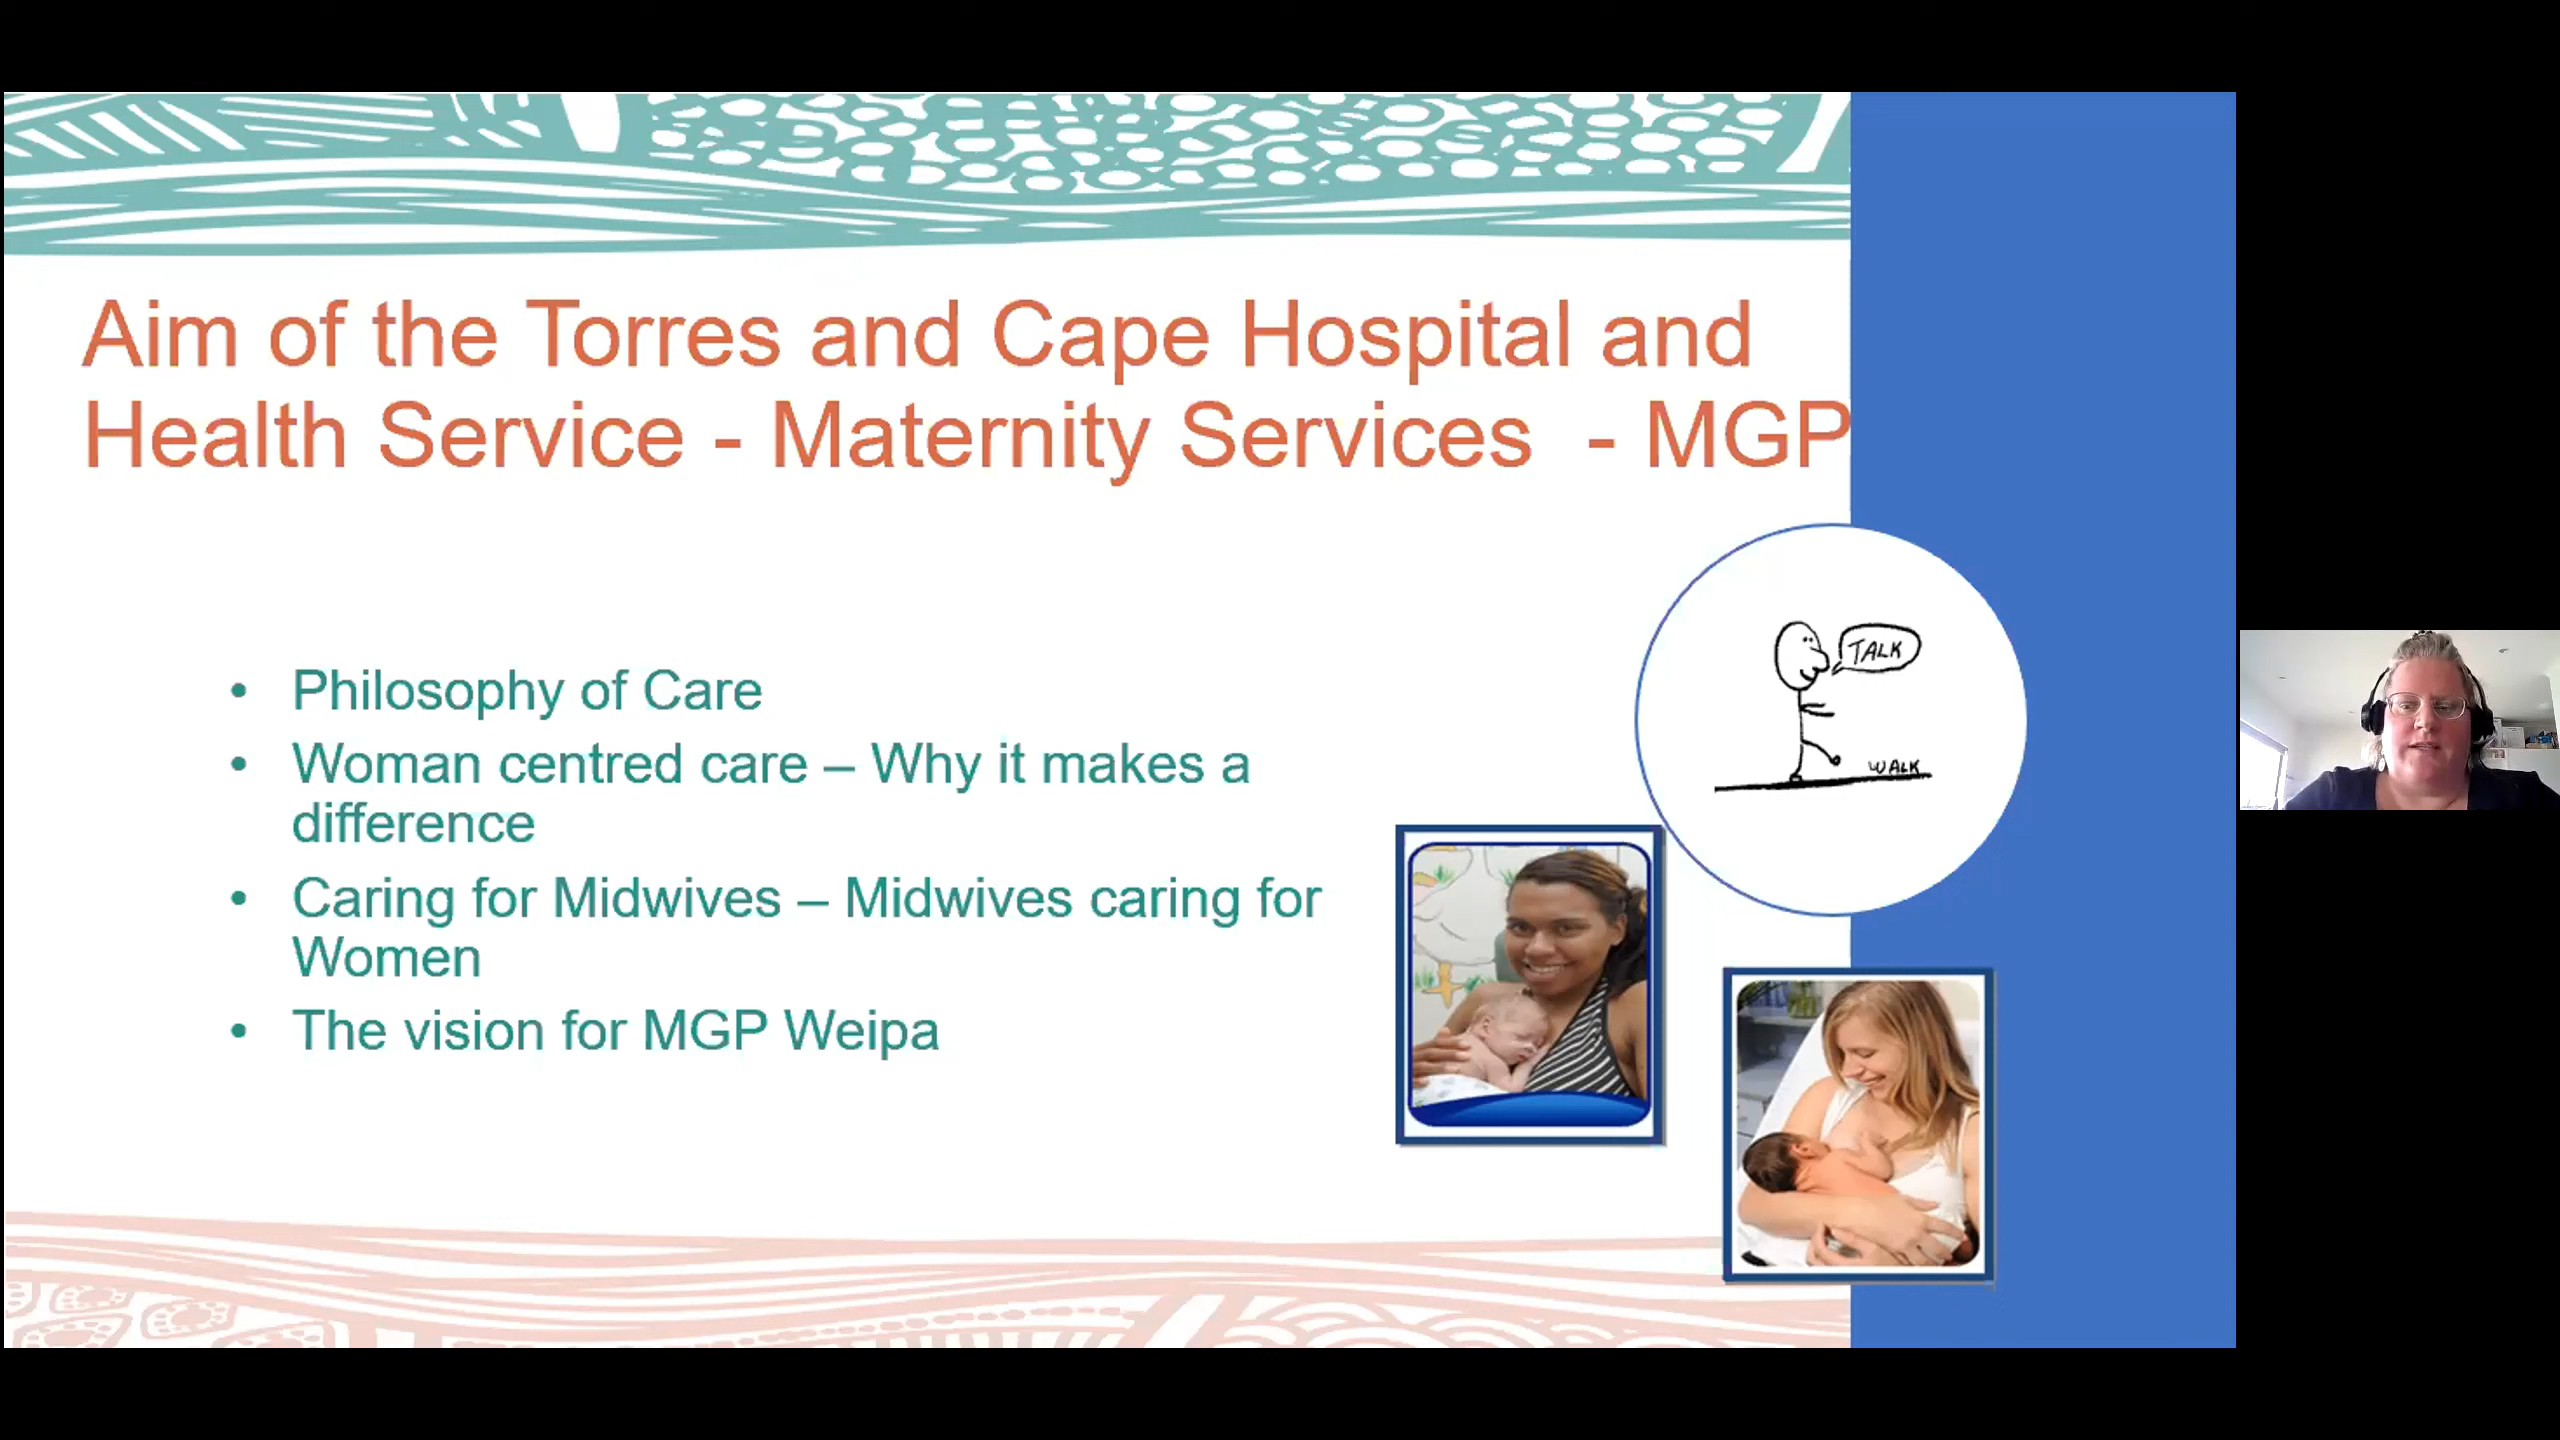 Aim of the Torres and Cape Hospital and
Health Service - Maternity Services  - MGP
TALK
WALK
• Philosophy of Care
• Woman centred care – Why it makes a
difference
• Caring for Midwives – Midwives caring for
Women
• The vision for MGP Weipa